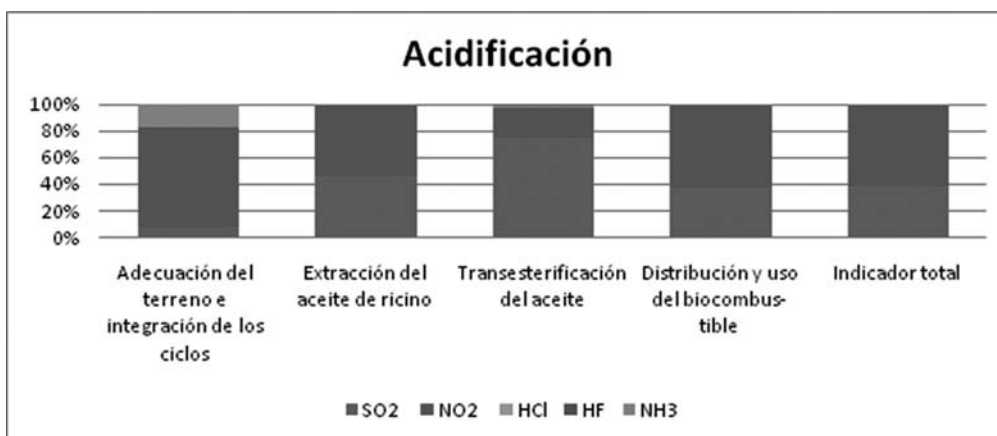 Acidificación
100%
80%
60%
40%
20%
0%
Adecuación del
terreno e
integración de los
ciclos
Extracción del
aceite de ricino
Transesterificación
del aceite
Distribución y uso
del biocombus-
tible
Indicador total
SO2 NO2 HCl HF NH3